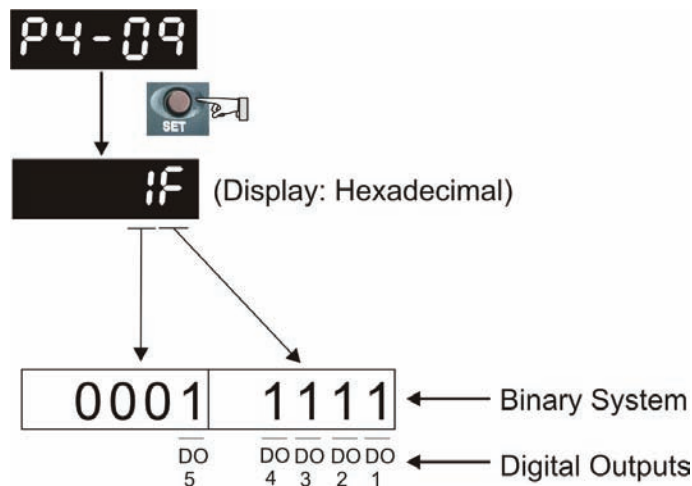 P4-09
SET
1F (Display: Hexadecimal)
0001 1111 Binary System
DO DO DO DO DO Digital Outputs
5 4 3 2 1